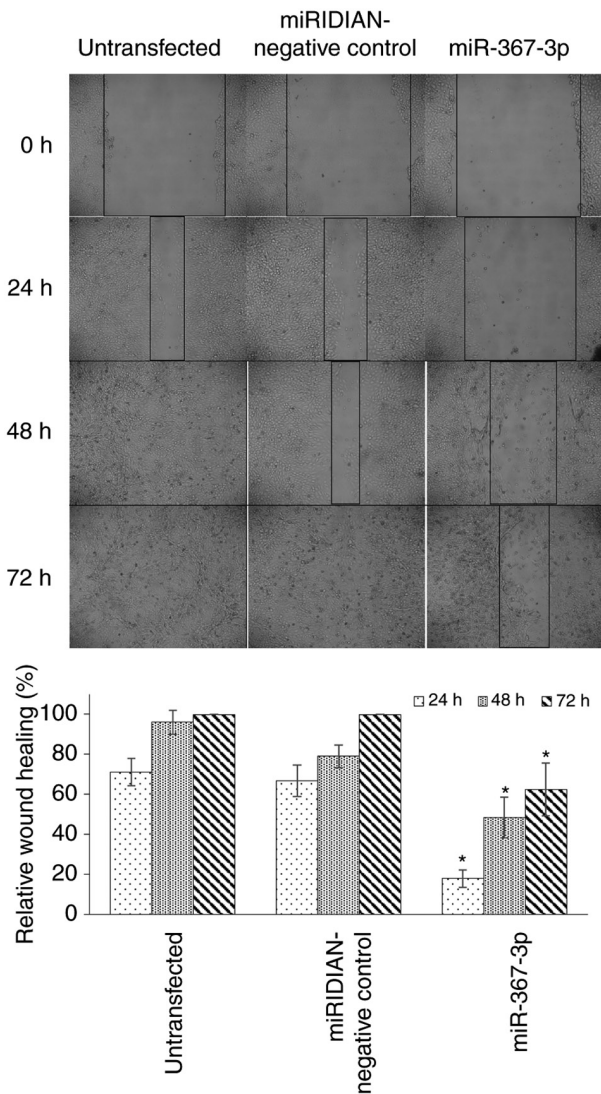 Untransfected
miRIDIAN-
negative control
miR-367-3p
0 h
24 h
48 h
72 h
Relative wound healing (%)
100
80
60
40
20
0
24 h
48 h
72 h
*
*
*
Untransfected
miRIDIAN-
negative control
miR-367-3p